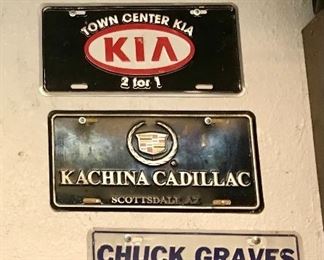 TOWN CENTER KIA
KIA
2 for 1
KACHINA CADILLAC
SCOTTSDALE, AZ
CHUCK GRAVES